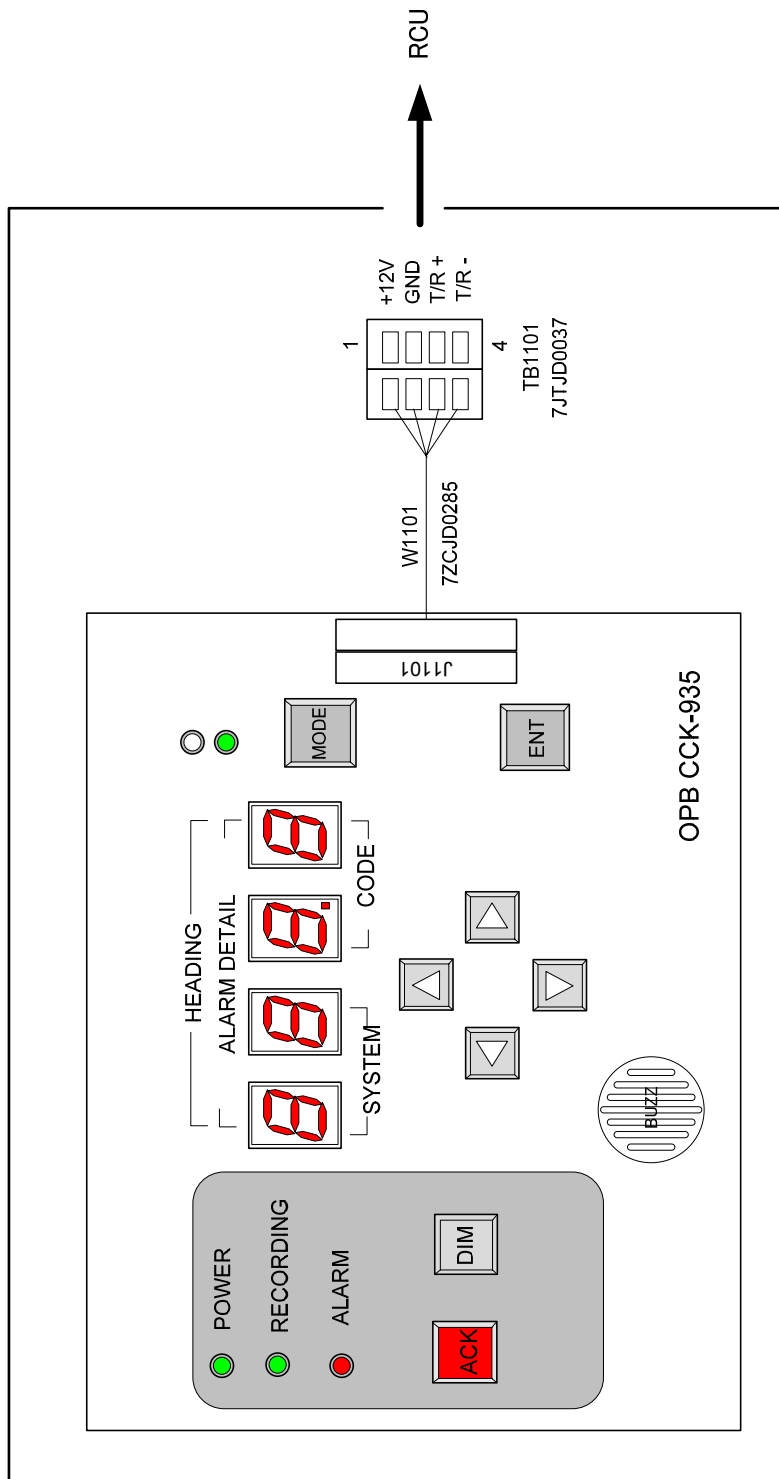 POWER
RECORDING
ALARM
ACK
DIM
HEADING
ALARM DETAIL
SYSTEM
CODE
BUZZ
MODE
ENT
OPB CCK-935
J1101
W1101
7ZCJD0285
1
+12V
GND
T/R +
T/R -
4
TB1101
7JTJD0037
RCU